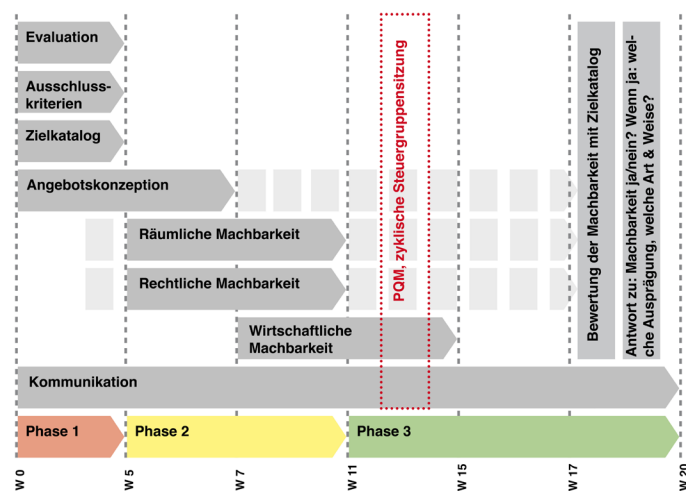 Evaluation
Ausschluss-
kriterien
Zielkatalog
Angebotskonzeption
Räumliche Machbarkeit
Rechtliche Machbarkeit
Wirtschaftliche
Machbarkeit
Kommunikation
PQM, zyklische Steuergruppensitzung
Bewertung der Machbarkeit mit Zielkatalog
Antwort zu: Machbarkeit ja/nein? Wenn ja: wel-
che Ausprägung, welche Art & Weise?
Phase 1
Phase 2
Phase 3
W 0
W 5
W 7
W 11
W 15
W 17
W 20